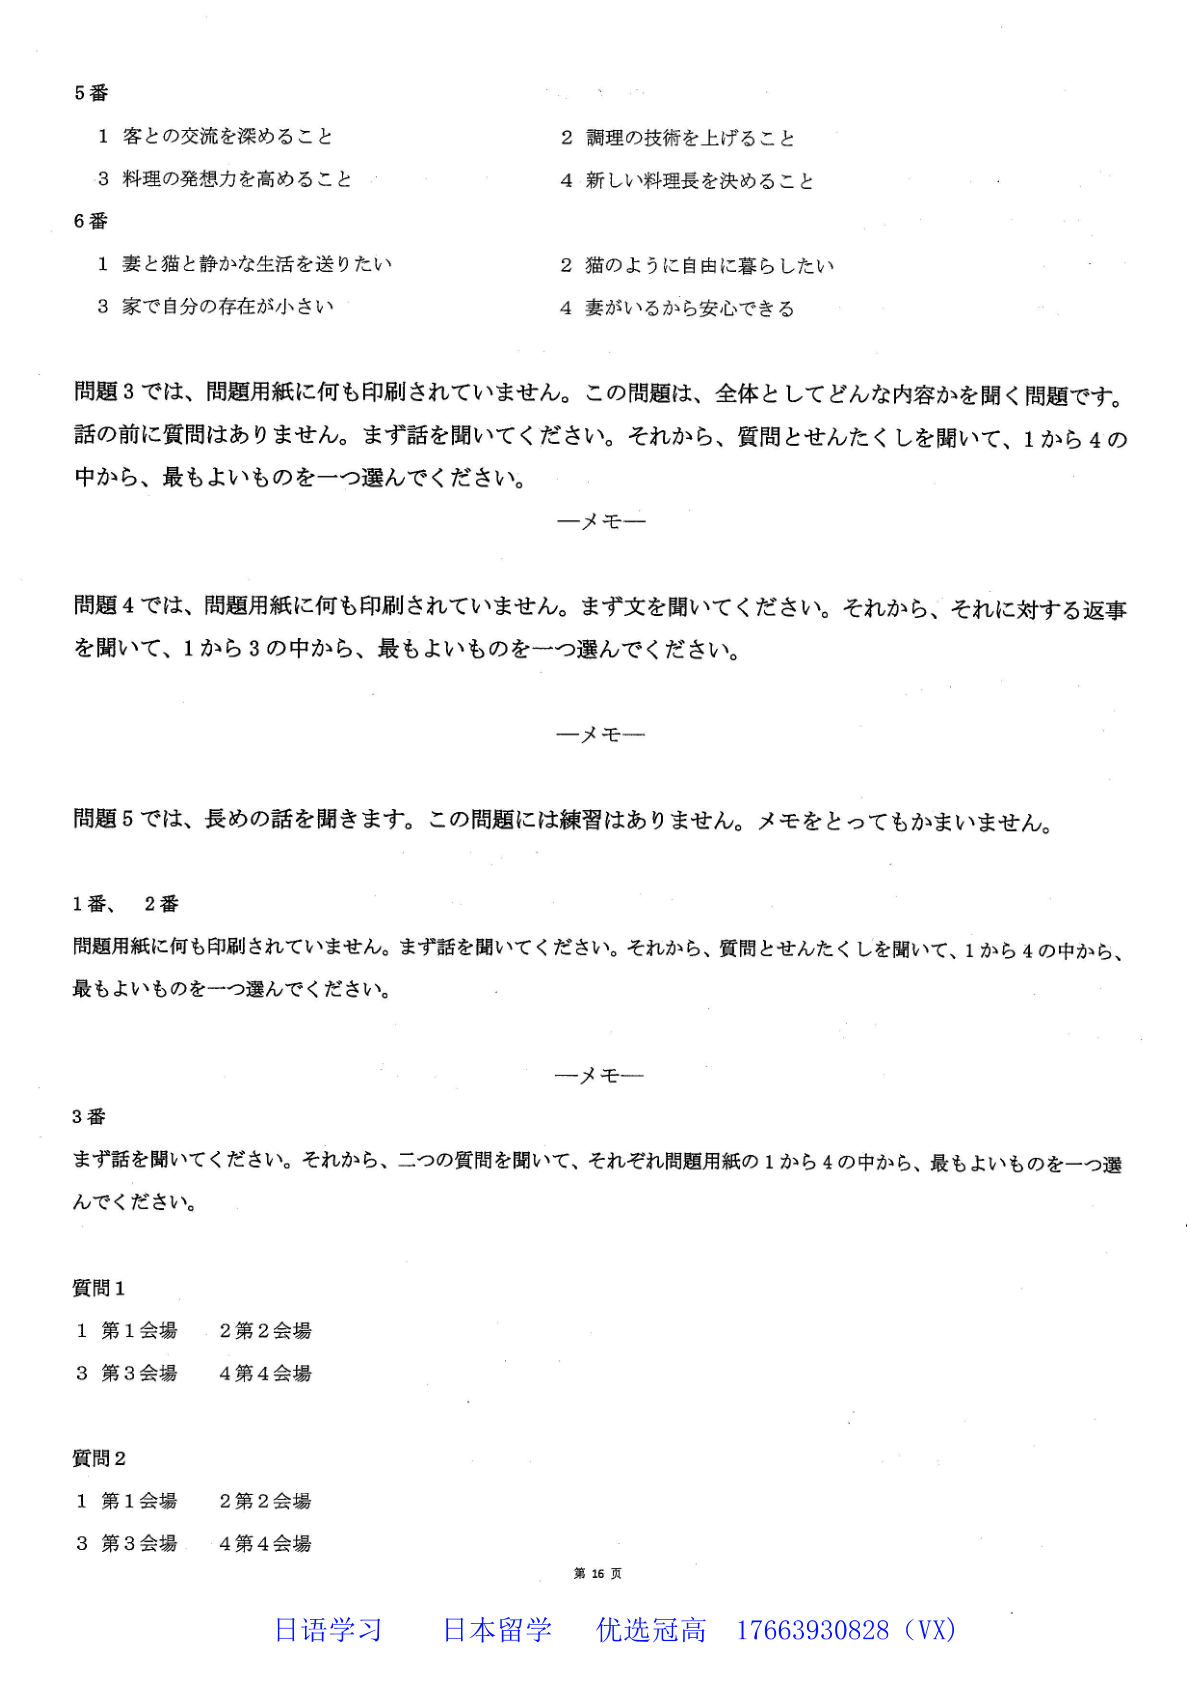 5番
1 客との交流を深めること 2 調理の技術を上げること
3 料理の発想力を高めること 4 新しい料理長を決めること
6番
1 妻と猫と静かな生活を送りたい 2 猫のように自由に暮らしたい
3 家で自分の存在が小さい 4 妻がいるから安心できる
問題3では、問題用紙に何も印刷されていません。この問題は、全体としてどんな内容かを聞く問題です。
話の前に質問はありません。まず話を聞いてください。それから、質問とせんたくしを聞いて、1から4の
中から、最もよいものを一つ選んでください。
―メモ―
問題4では、問題用紙に何も印刷されていません。まず文を聞いてください。それから、それに対する返事
を聞いて、1から3の中から、最もよいものを一つ選んでください。
―メモ―
問題5では、長めの話を聞きます。この問題には練習はありません。メモをとってもかまいません。
1番、 2番
問題用紙に何も印刷されていません。まず話を聞いてください。それから、質問とせんたくしを聞いて、1から4の中から、
最もよいものを一つ選んでください。
―メモ―
3番
まず話を聞いてください。それから、二つの質問を聞いて、それぞれ問題用紙の1から4の中から、最もよいものを一つ選
んでください。
質問1
1 第1会場 2第2会場
3 第3会場 4第4会場
質問2
1 第1会場 2第2会場
3 第3会場 4第4会場
第 16 页
日语学习 日本留学 优选冠高 17663930828（VX)